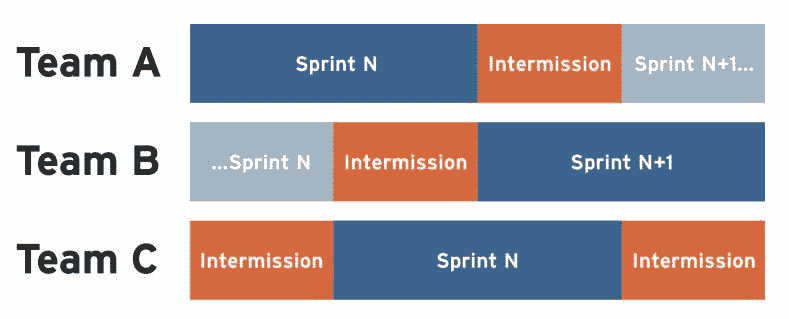 Team A
Sprint N
Intermission
Sprint N+1...
Team B
...Sprint N
Intermission
Sprint N+1
Team C
Intermission
Sprint N
Intermission